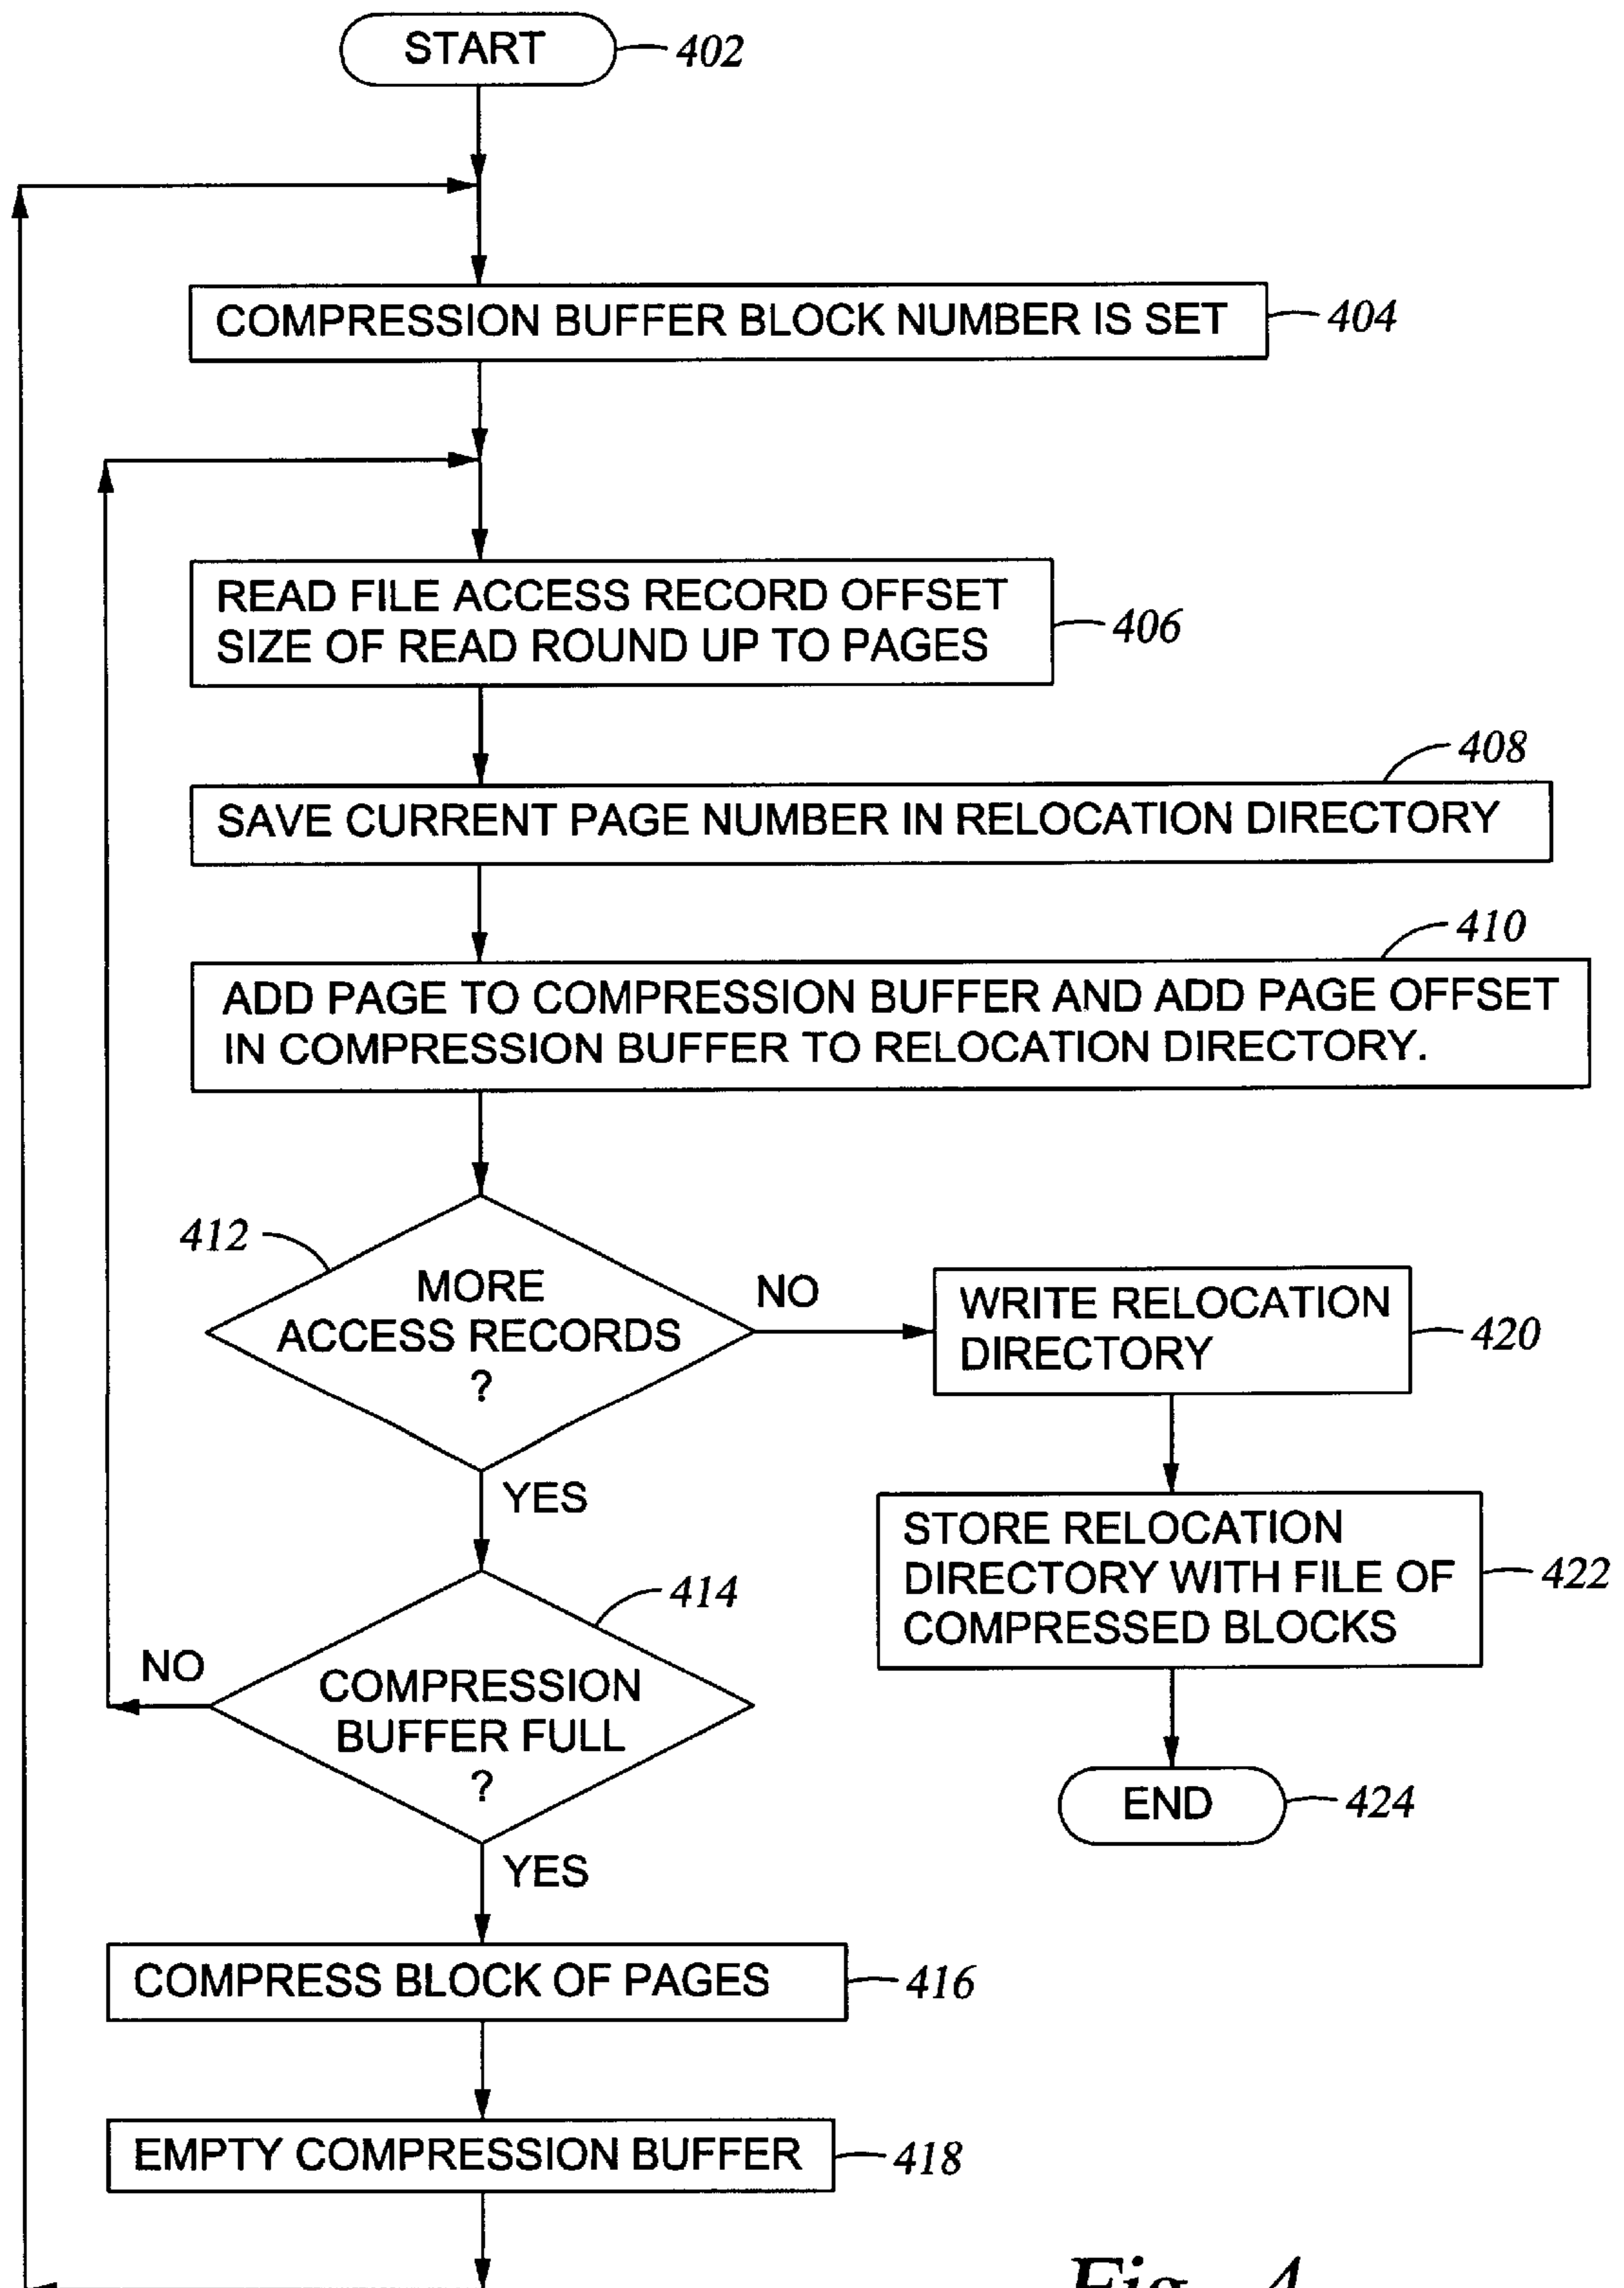 START
402
COMPRESSION BUFFER BLOCK NUMBER IS SET
404
READ FILE ACCESS RECORD OFFSET
SIZE OF READ ROUND UP TO PAGES
406
408
SAVE CURRENT PAGE NUMBER IN RELOCATION DIRECTORY
410
ADD PAGE TO COMPRESSION BUFFER AND ADD PAGE OFFSET
IN COMPRESSION BUFFER TO RELOCATION DIRECTORY.
412
MORE
ACCESS RECORDS
?
NO
WRITE RELOCATION
DIRECTORY
420
YES
STORE RELOCATION
DIRECTORY WITH FILE OF
COMPRESSED BLOCKS
422
414
NO
COMPRESSION
BUFFER FULL
?
END
424
YES
COMPRESS BLOCK OF PAGES
416
EMPTY COMPRESSION BUFFER
418
Fig. 4